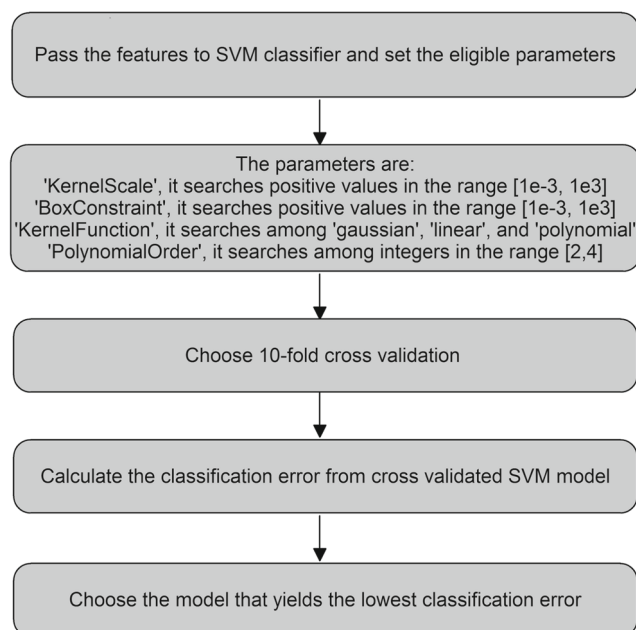 Pass the features to SVM classifier and set the eligible parameters
The parameters are:
'KernelScale', it searches positive values in the range [1e-3, 1e3]
'BoxConstraint', it searches positive values in the range [1e-3, 1e3]
'KernelFunction', it searches among 'gaussian', 'linear', and 'polynomial'
'PolynomialOrder', it searches among integers in the range [2,4]
Choose 10-fold cross validation
Calculate the classification error from cross validated SVM model
Choose the model that yields the lowest classification error